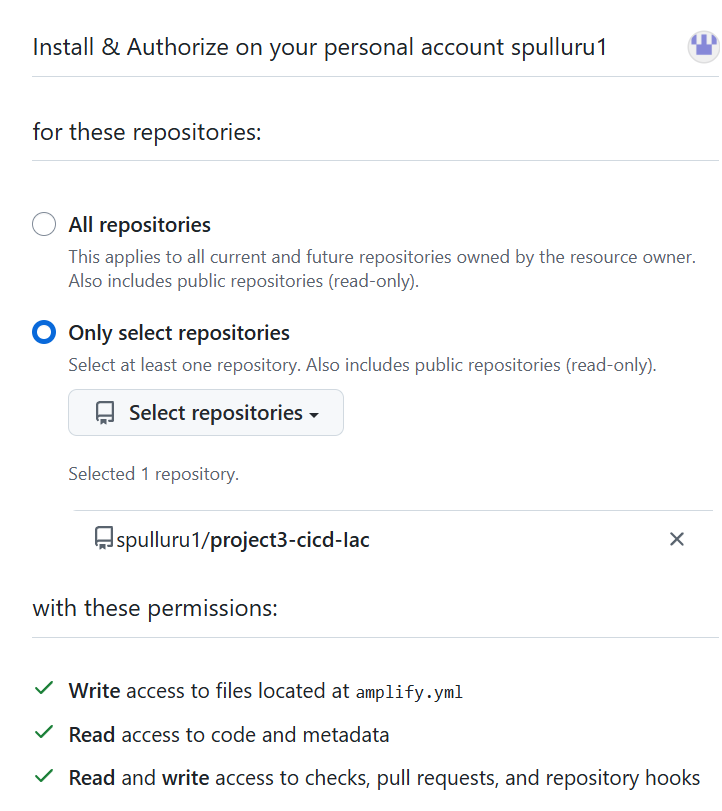 Install & Authorize on your personal account spulluru1
for these repositories:
All repositories
This applies to all current and future repositories owned by the resource owner.
Also includes public repositories (read-only).
Only select repositories
Select at least one repository. Also includes public repositories (read-only).
Select repositories
Selected 1 repository.
spulluru1/project3-cicd-Iac
with these permissions:
Write access to files located at amplify.yml
Read access to code and metadata
Read and write access to checks, pull requests, and repository hooks